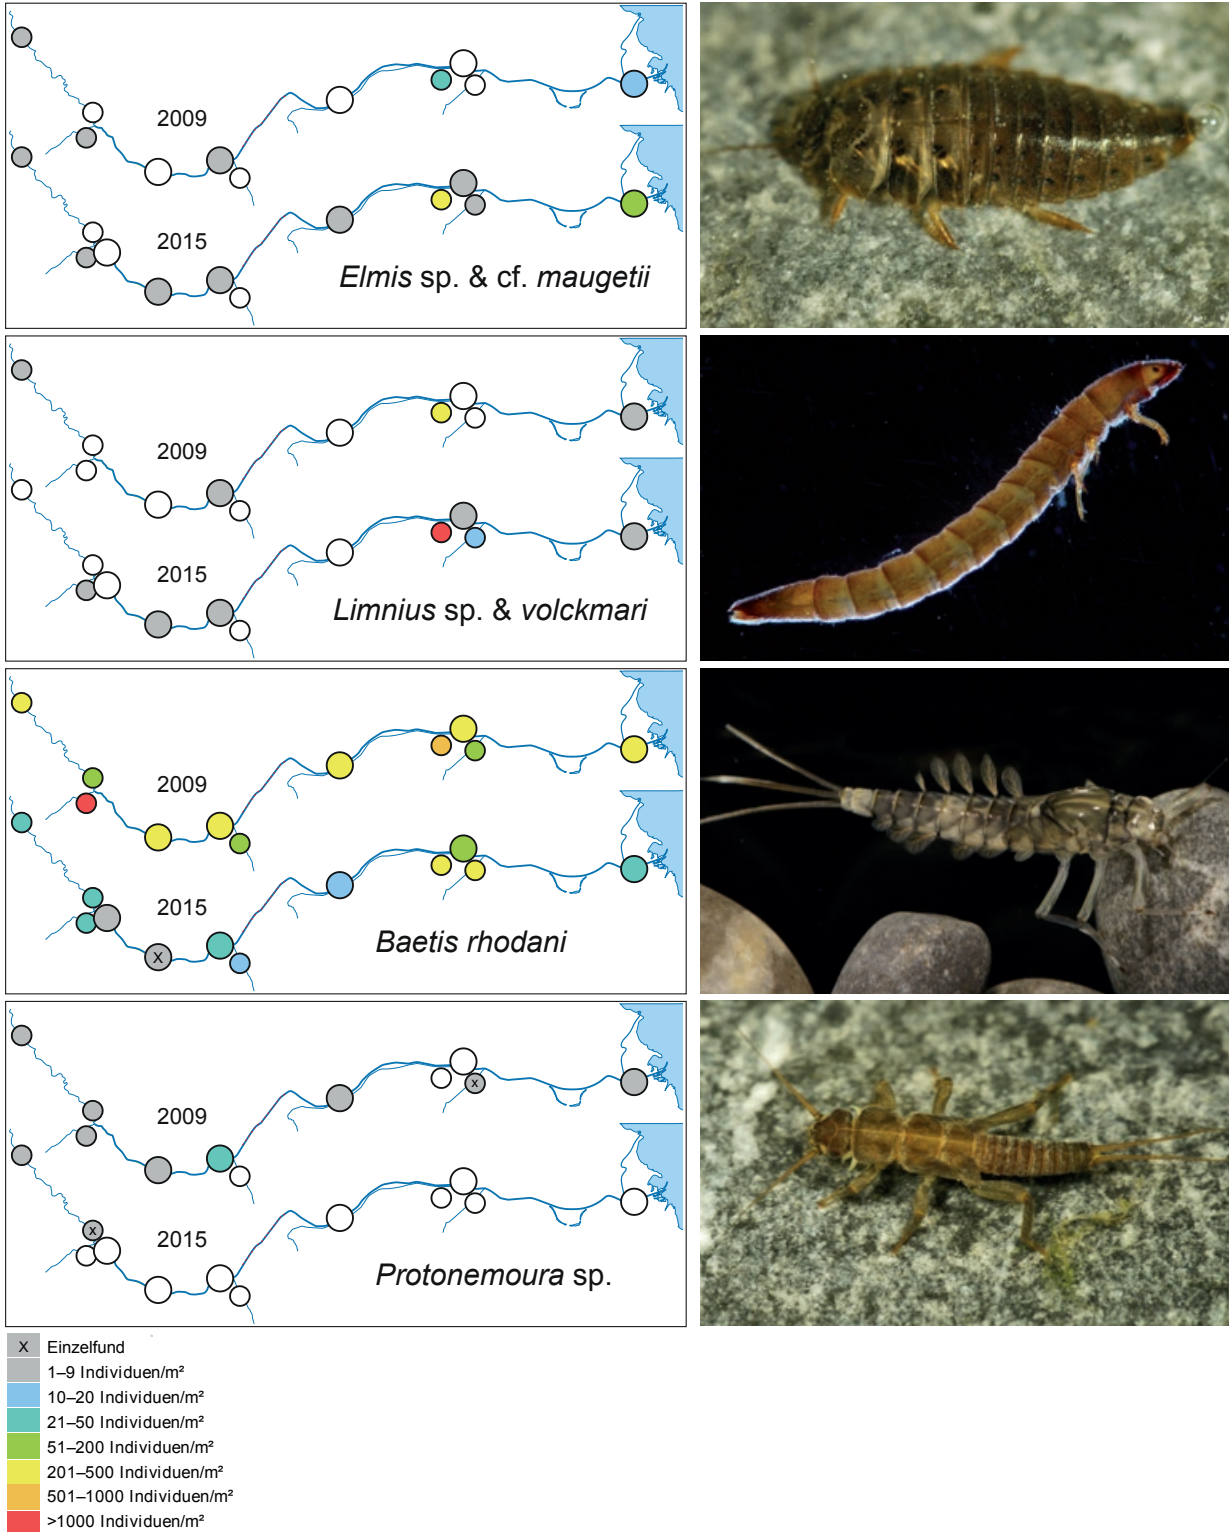 2009
2015
Elmis sp. & cf. maugetii
2009
2015
Limnius sp. & volckmari
2009
2015
x
Baetis rhodani
x
2009
x
2015
Protonemoura sp.
x Einzelfund
1–9 Individuen/m²
10–20 Individuen/m²
21–50 Individuen/m²
51–200 Individuen/m²
201–500 Individuen/m²
501–1000 Individuen/m²
>1000 Individuen/m²